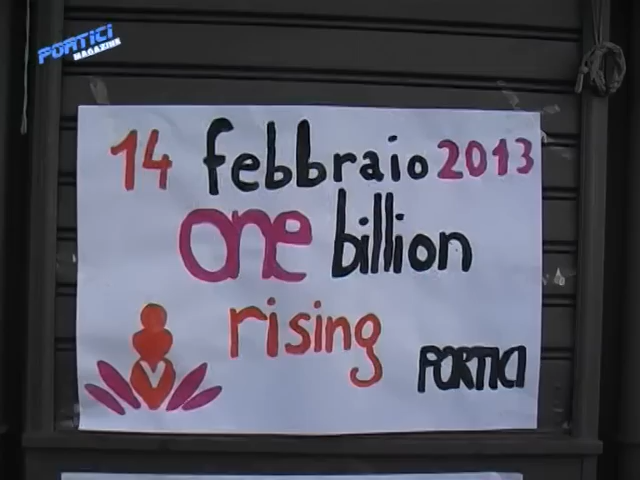 PORTICI
MAGAZINE
14 febbraio 2013
one billion
rising
PORTICI